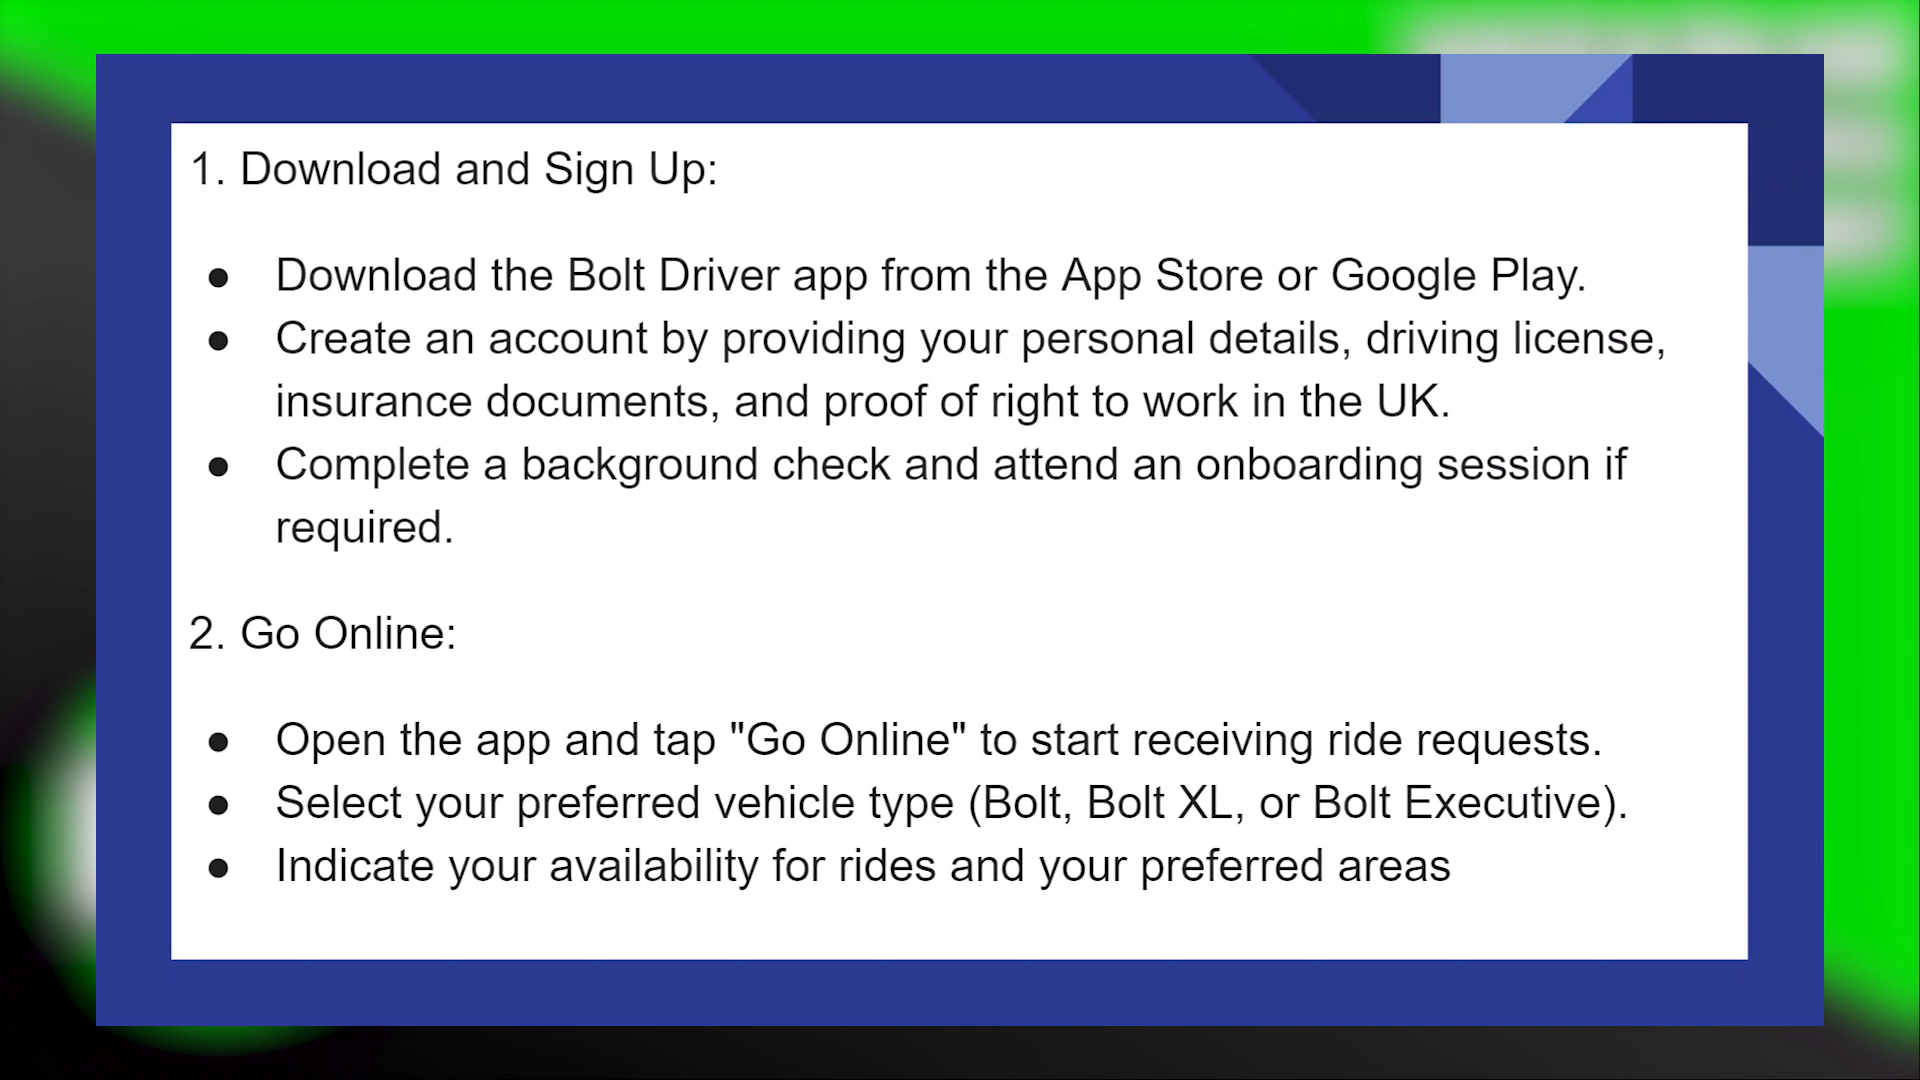 1. Download and Sign Up:
● Download the Bolt Driver app from the App Store or Google Play.
● Create an account by providing your personal details, driving license,
insurance documents, and proof of right to work in the UK.
● Complete a background check and attend an onboarding session if
required.
2. Go Online:
● Open the app and tap "Go Online" to start receiving ride requests.
● Select your preferred vehicle type (Bolt, Bolt XL, or Bolt Executive).
● Indicate your availability for rides and your preferred areas